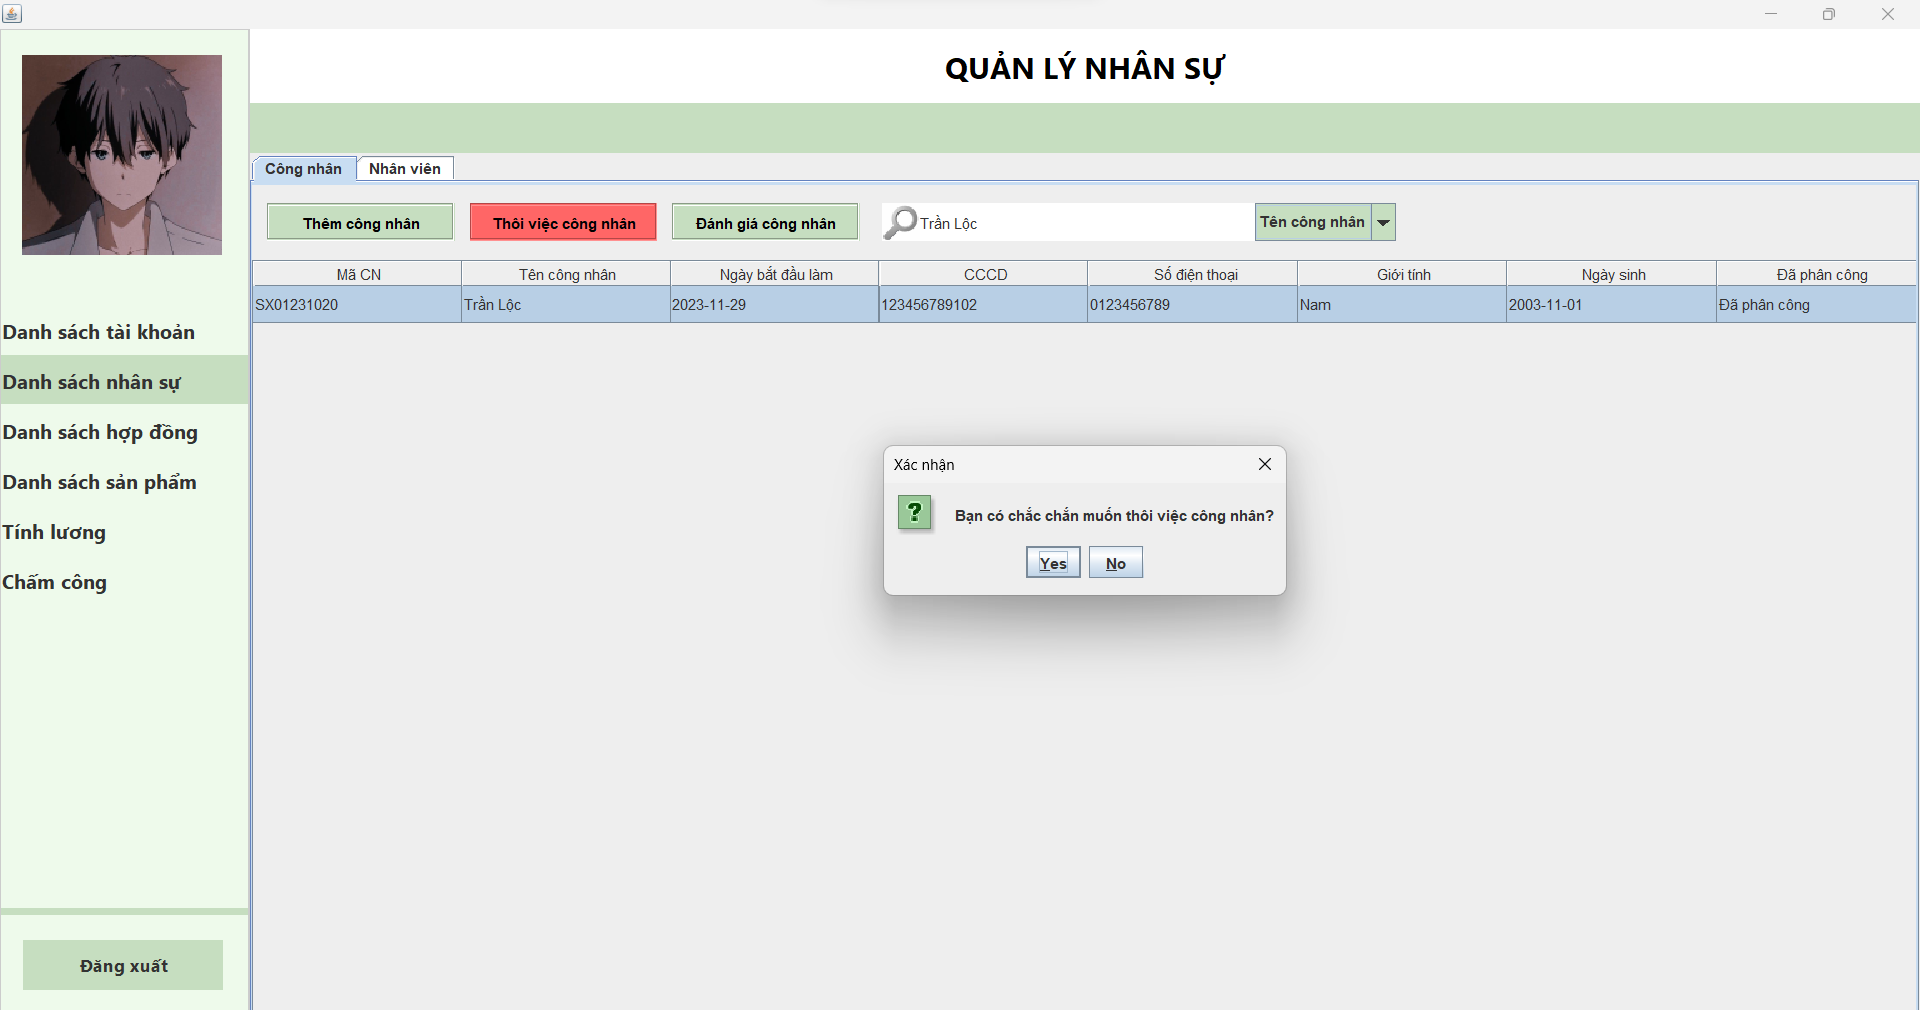 QUẢN LÝ NHÂN SỰ
Công nhân Nhân viên
Thêm công nhân Thôi việc công nhân Đánh giá công nhân Trần Lộc Tên công nhân
Mã CN Tên công nhân Ngày bắt đầu làm CCCD Số điện thoại Giới tính Ngày sinh Đã phân công
SX01231020 Trần Lộc 2023-11-29 123456789102 0123456789 Nam 2003-11-01 Đã phân công
Danh sách tài khoản
Danh sách nhân sự
Danh sách hợp đồng
Danh sách sản phẩm
Tính lương
Chấm công
Đăng xuất
Xác nhận
? Bạn có chắc chắn muốn thôi việc công nhân?
Yes No